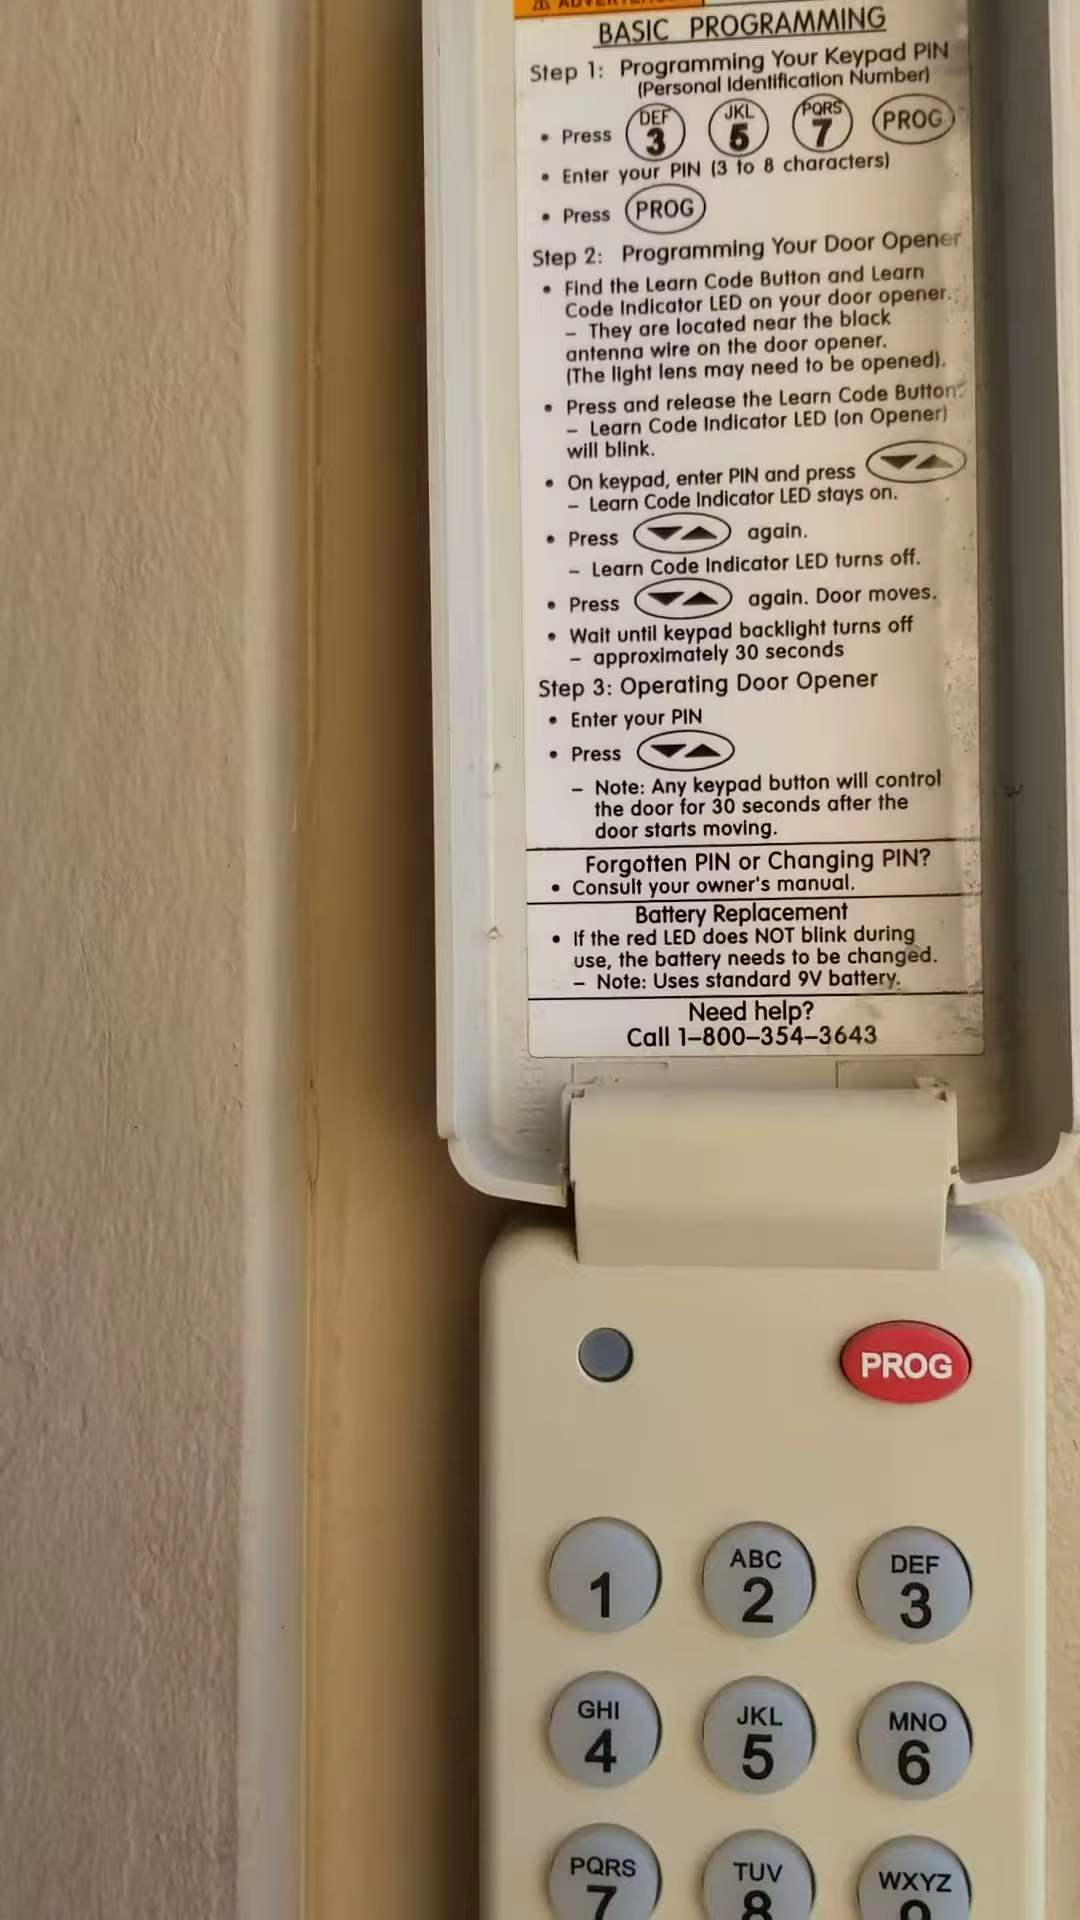 BASIC PROGRAMMING
Step 1: Programming Your Keypad PIN
(Personal Identification Number)
• Press DEF 3 JKL 5 PQRS 7 PROG
• Enter your PIN (3 to 8 characters)
• Press PROG
Step 2: Programming Your Door Opener
• Find the Learn Code Button and Learn
Code Indicator LED on your door opener.
– They are located near the black
antenna wire on the door opener.
(The light lens may need to be opened).
• Press and release the Learn Code Button.
– Learn Code Indicator LED (on Opener)
will blink.
• On keypad, enter PIN and press ▼▲
– Learn Code Indicator LED stays on.
• Press ▼▲ again.
– Learn Code Indicator LED turns off.
• Press ▼▲ again. Door moves.
• Wait until keypad backlight turns off
– approximately 30 seconds
Step 3: Operating Door Opener
• Enter your PIN
• Press ▼▲
– Note: Any keypad button will control
the door for 30 seconds after the
door starts moving.
Forgotten PIN or Changing PIN?
• Consult your owner's manual.
Battery Replacement
• If the red LED does NOT blink during
use, the battery needs to be changed.
– Note: Uses standard 9V battery.
Need help?
Call 1–800–354–3643
PROG
1 ABC 2 DEF 3
GHI 4 JKL 5 MNO 6
PQRS 7 TUV 8 WXYZ 9